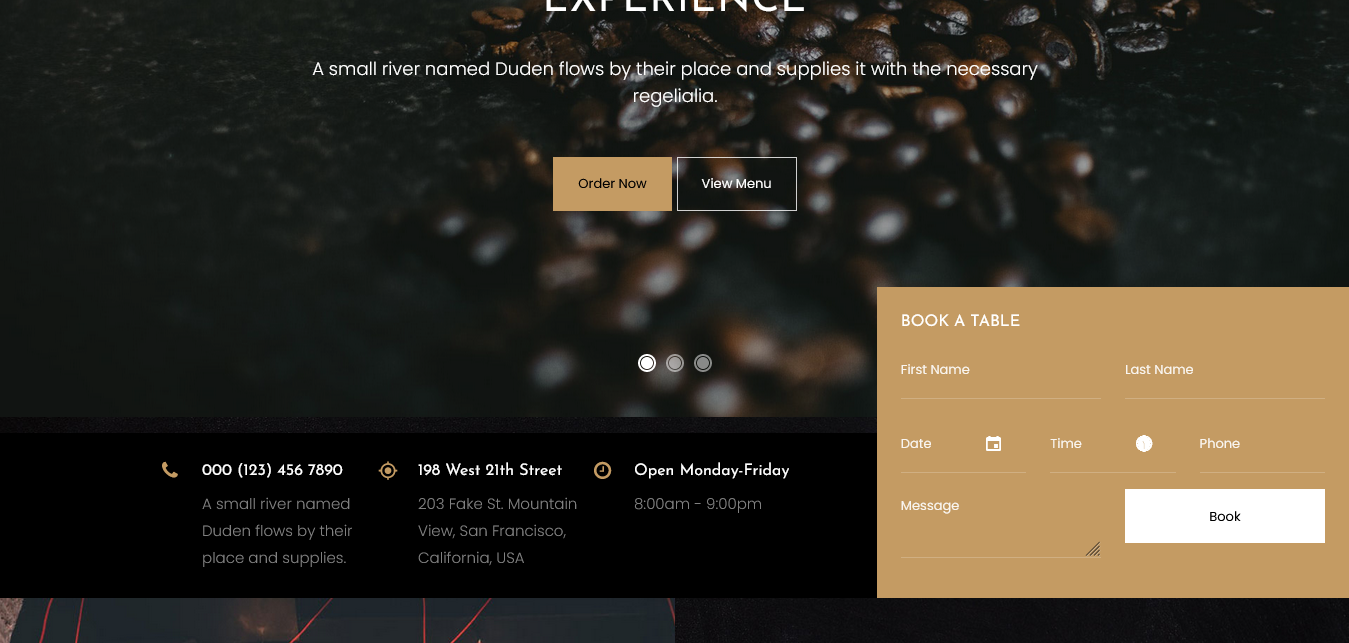 EXPERIENCE
A small river named Duden flows by their place and supplies it with the necessary
regelialia.
Order Now
View Menu
BOOK A TABLE
First Name
Last Name
Date
Time
Phone
Message
Book
000 (123) 456 7890
A small river named
Duden flows by their
place and supplies.
198 West 21th Street
203 Fake St. Mountain
View, San Francisco,
California, USA
Open Monday-Friday
8:00am - 9:00pm